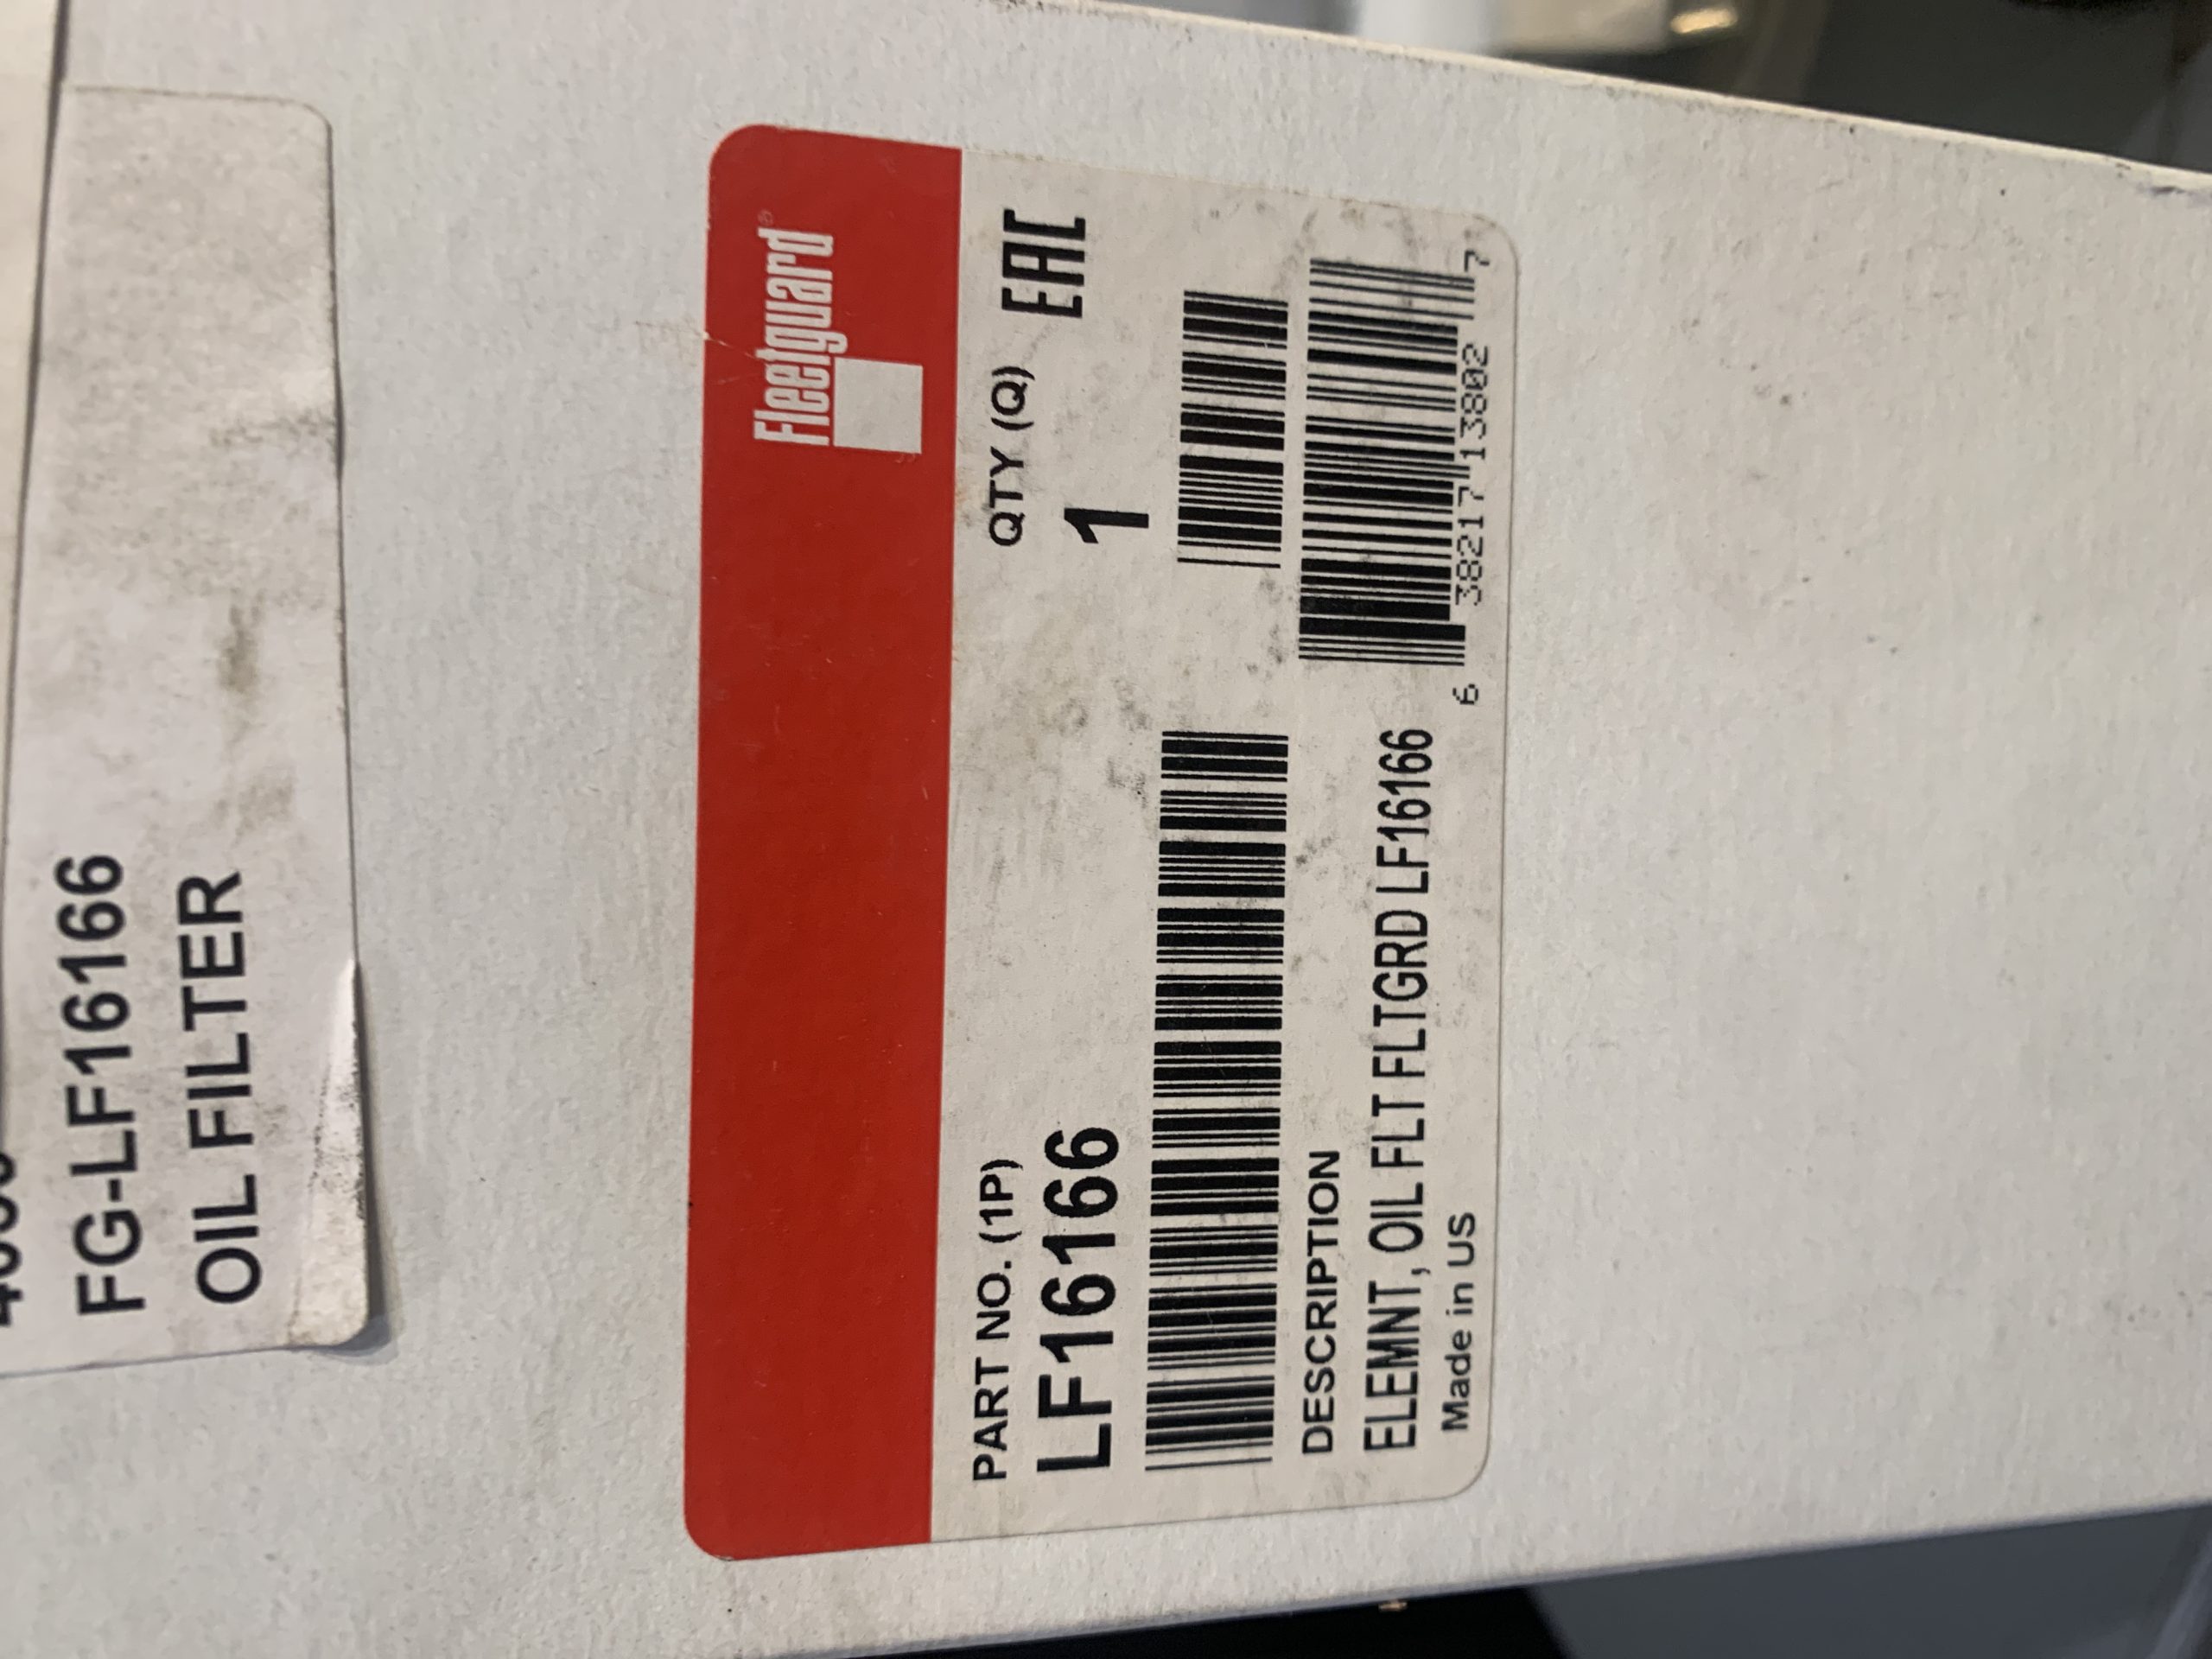 FG-LF16166
OIL FILTER
Fleetguard®
PART NO. (1P)
LF16166
QTY (Q)
1
EAC
DESCRIPTION
ELEMNT, OIL FLT FLTGRD LF16166
Made in US
6 38217 13802 7